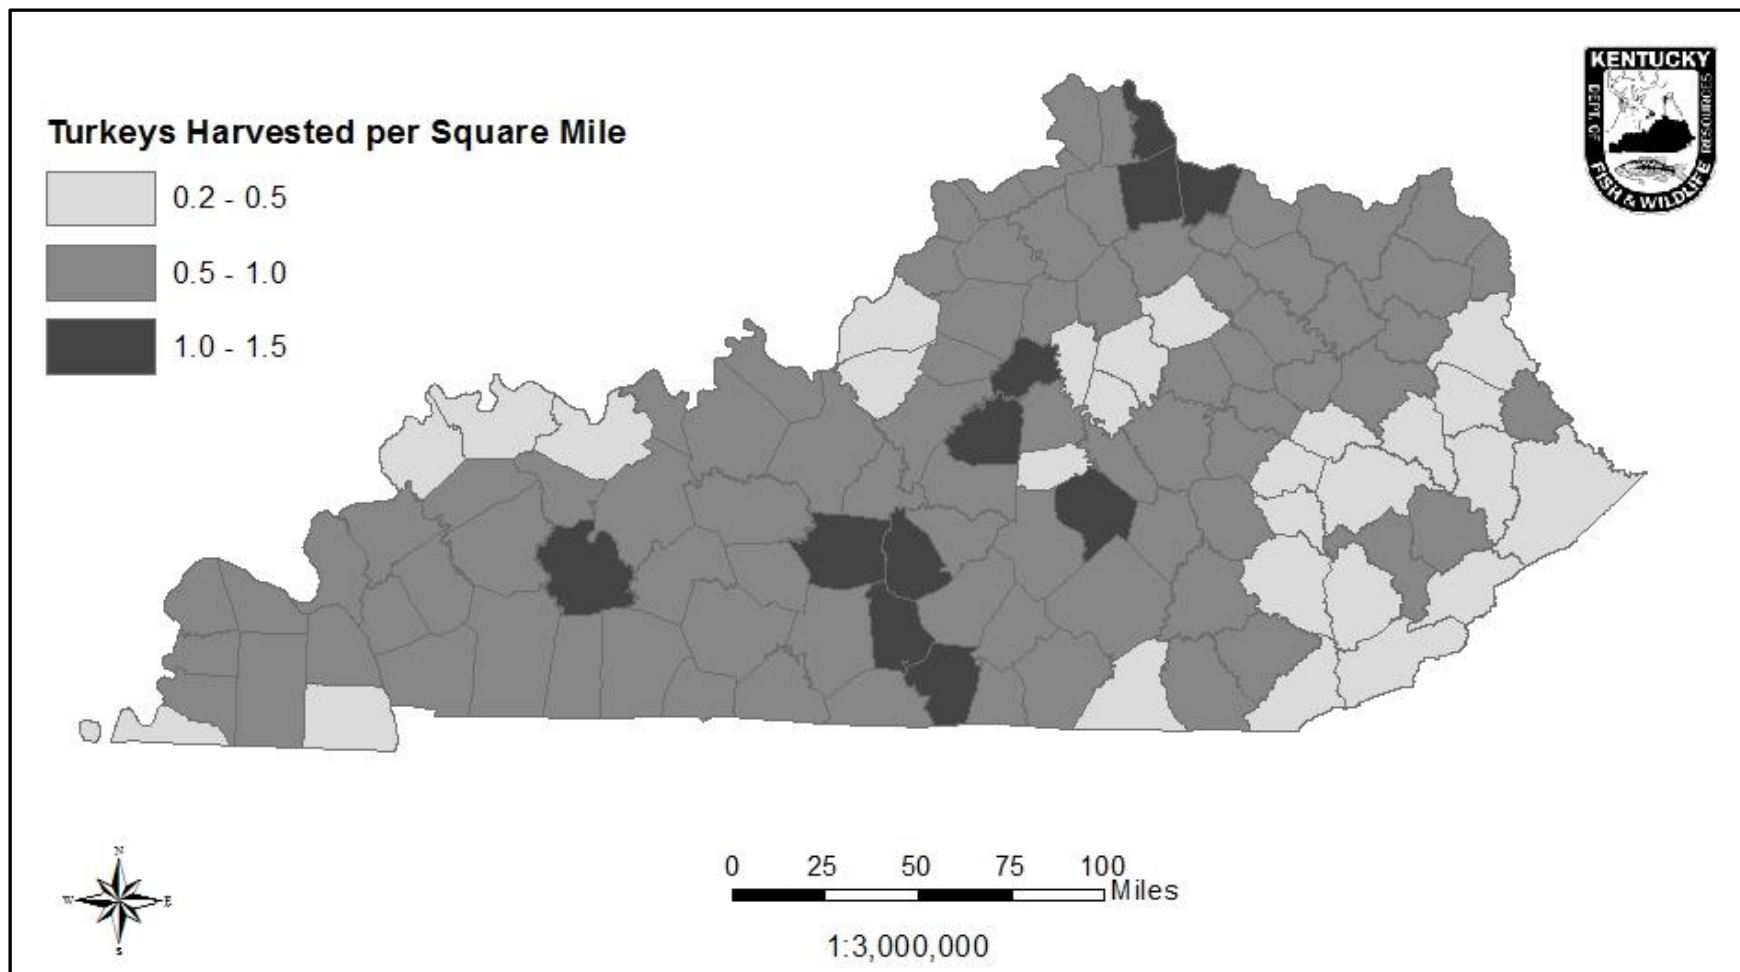 KENTUCKY
DEPT. OF
RESOURCES
FISH & WILDLIFE
Turkeys Harvested per Square Mile
0.2 - 0.5
0.5 - 1.0
1.0 - 1.5
N
W E
S
0 25 50 75 100
Miles
1:3,000,000